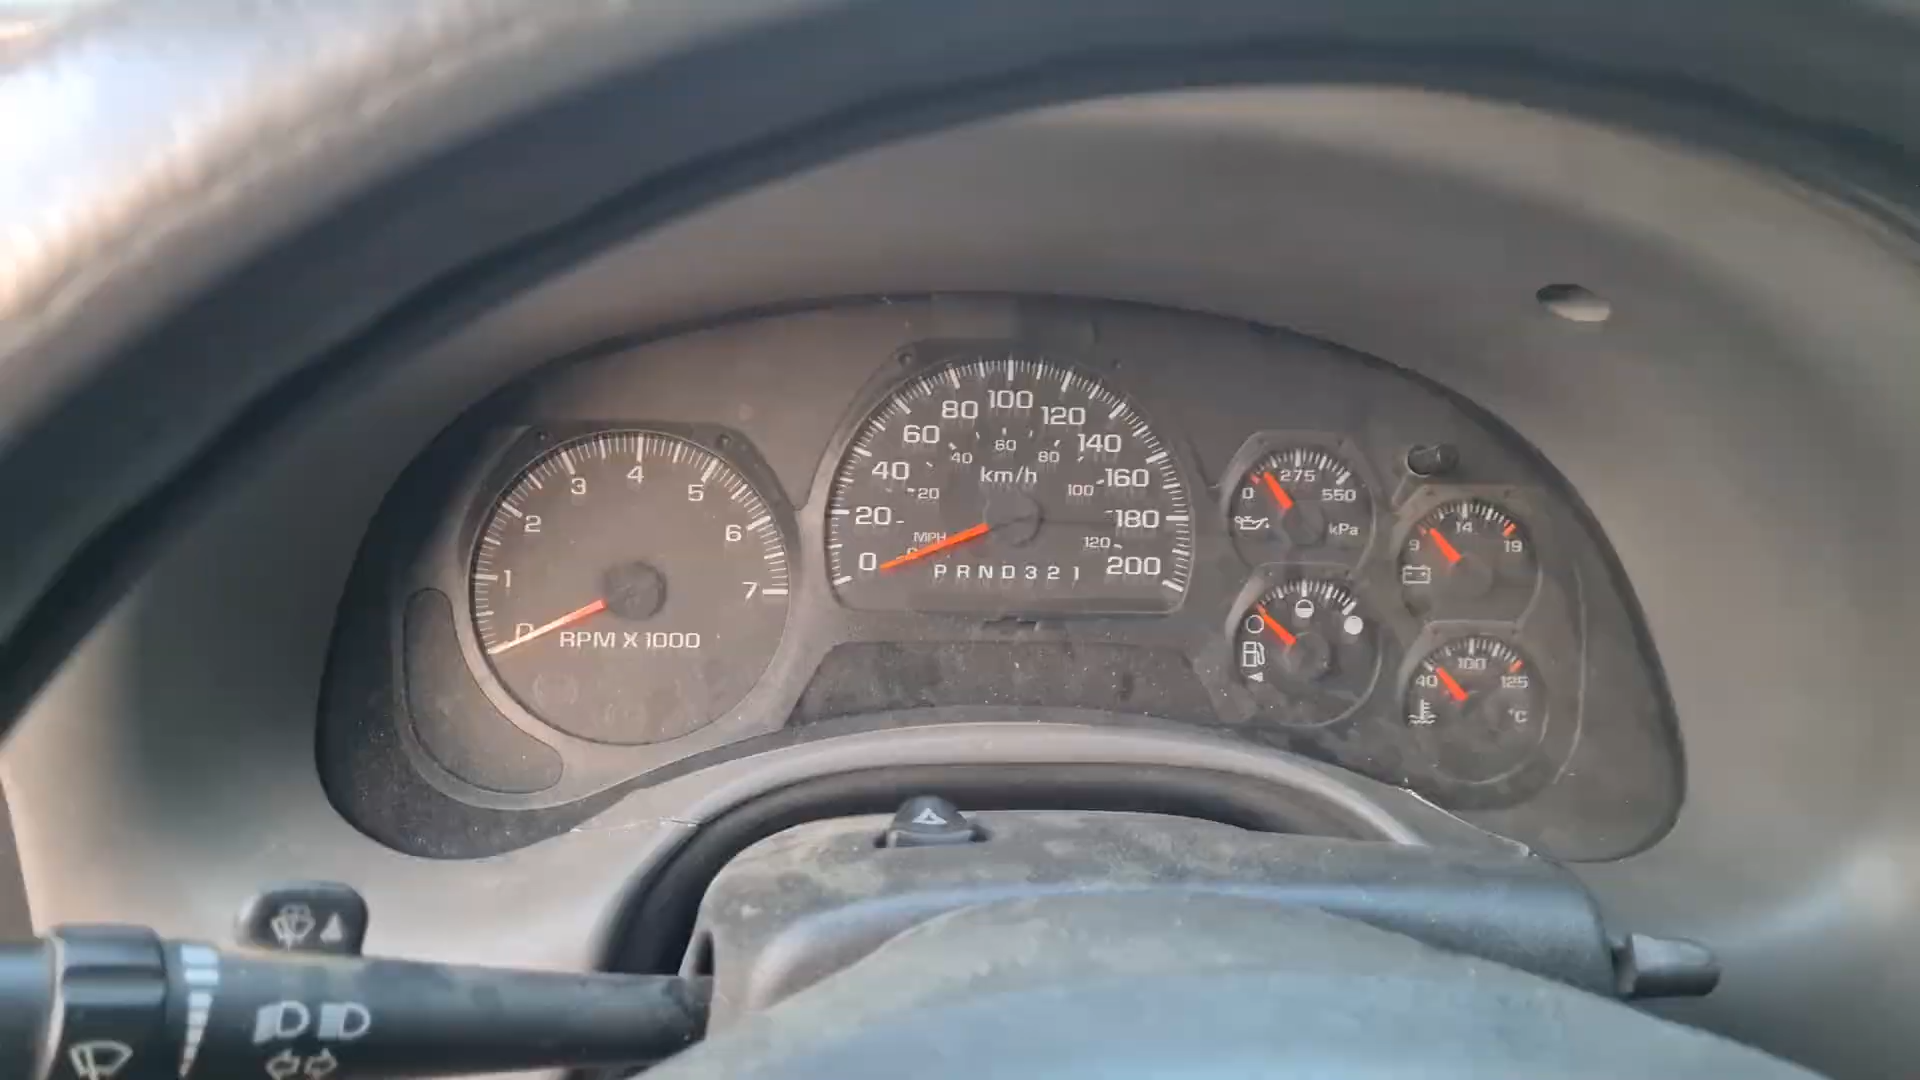 0 1 2 3 4 5 6 7
RPM X 1000
0 20 40 60 80 100 120 140 160 180 200
20 40 60 80 100 120
km/h
MPH
P R N D 3 2 1
0 275 550
kPa
9 14 19
40 100 125
°C